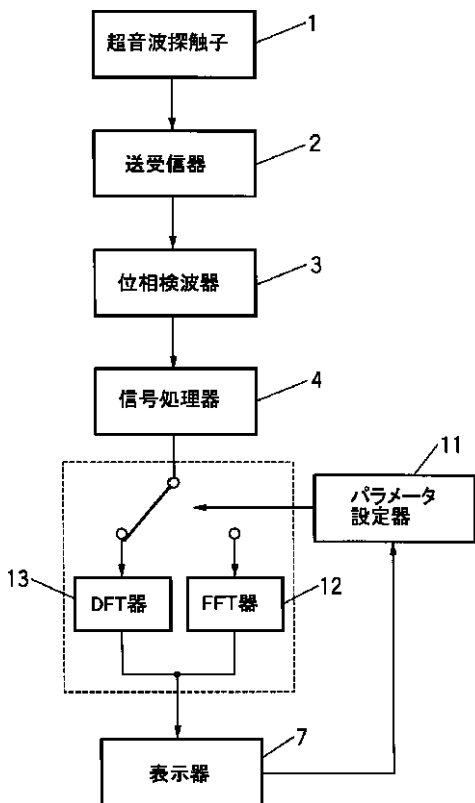 超音波探触子
1
送受信器
2
位相検波器
3
信号処理器
4
パラメータ
設定器
11
DFT器
13
FFT器
12
表示器
7